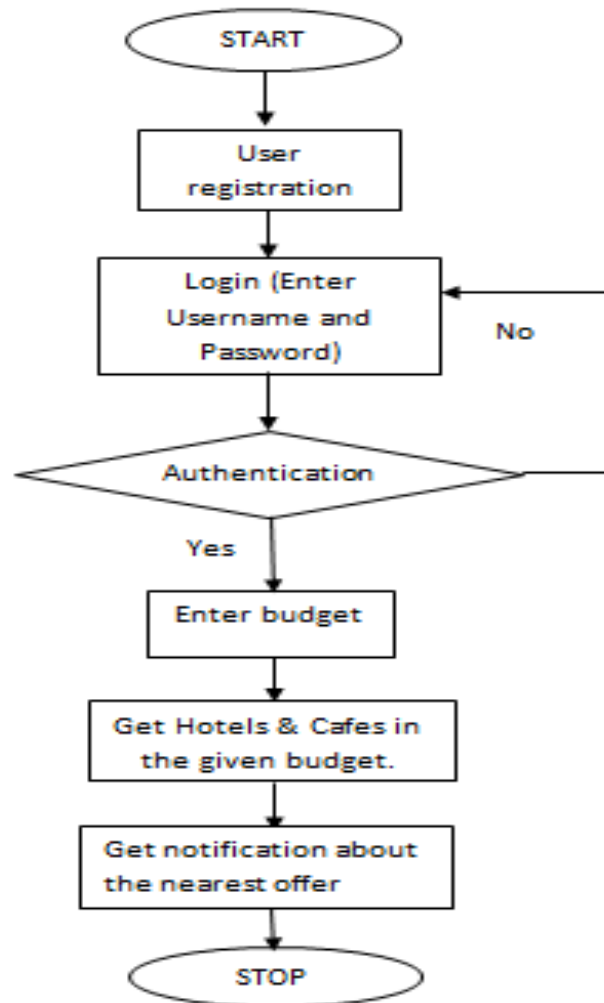 START
User
registration
Login (Enter
Username and
Password)
No
Authentication
Yes
Enter budget
Get Hotels & Cafes in
the given budget.
Get notification about
the nearest offer
STOP